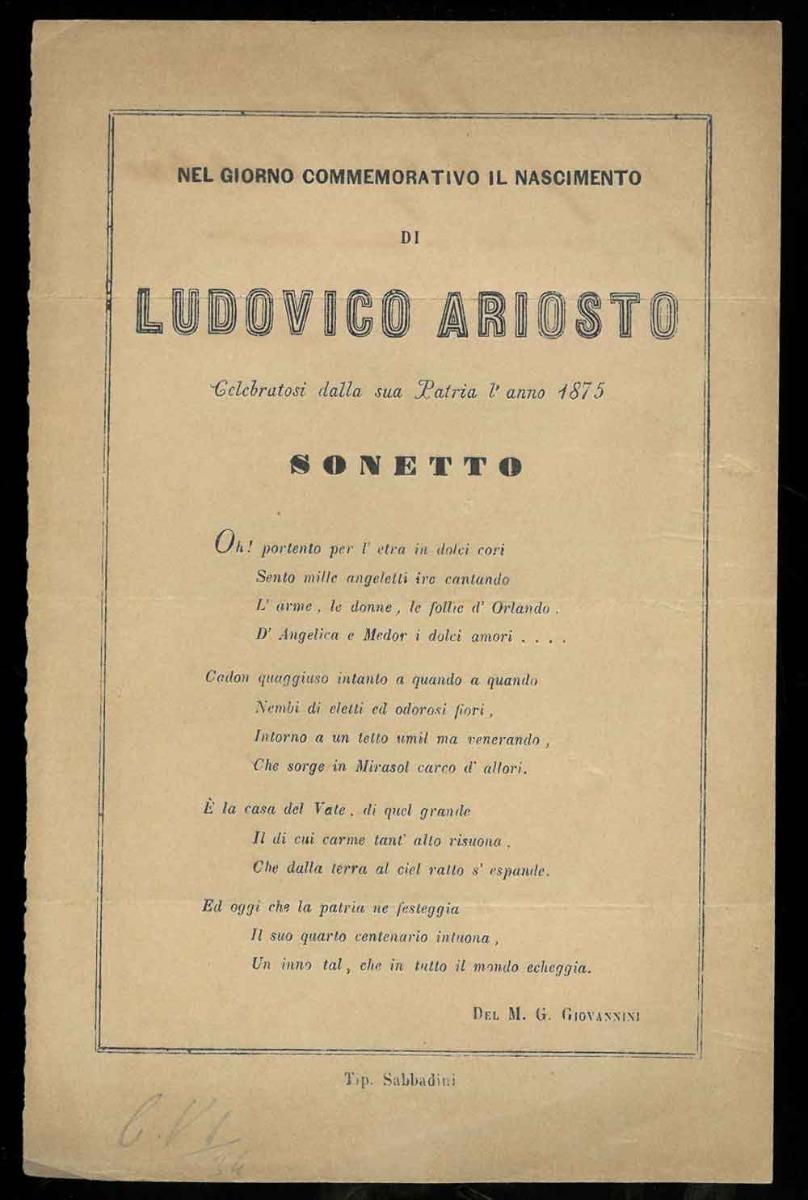 NEL GIORNO COMMEMORATIVO IL NASCIMENTO
DI
LUDOVICO ARIOSTO
Celebratosi dalla sua Patria l' anno 1875
SONETTO
Oh! portento per l' etra in dolci cori
Sento mille angeletti ire cantando
L' arme, le donne, le follie d' Orlando.
D' Angelica e Medor i dolci amori . . . .
Cadon quaggiuso intanto a quando a quando
Nembi di eletti ed odorosi fiori,
Intorno a un tetto umil ma venerando,
Che sorge in Mirasol carco d' allori.
È la casa del Vate, di quel grande
Il di cui carme tant' alto risuona,
Che dalla terra al ciel ratto s' espande.
Ed oggi che la patria ne festeggia
Il suo quarto centenario intuona,
Un inno tal, che in tutto il mondo echeggia.
DEL M. G. GIOVANNINI
Tip. Sabbadini